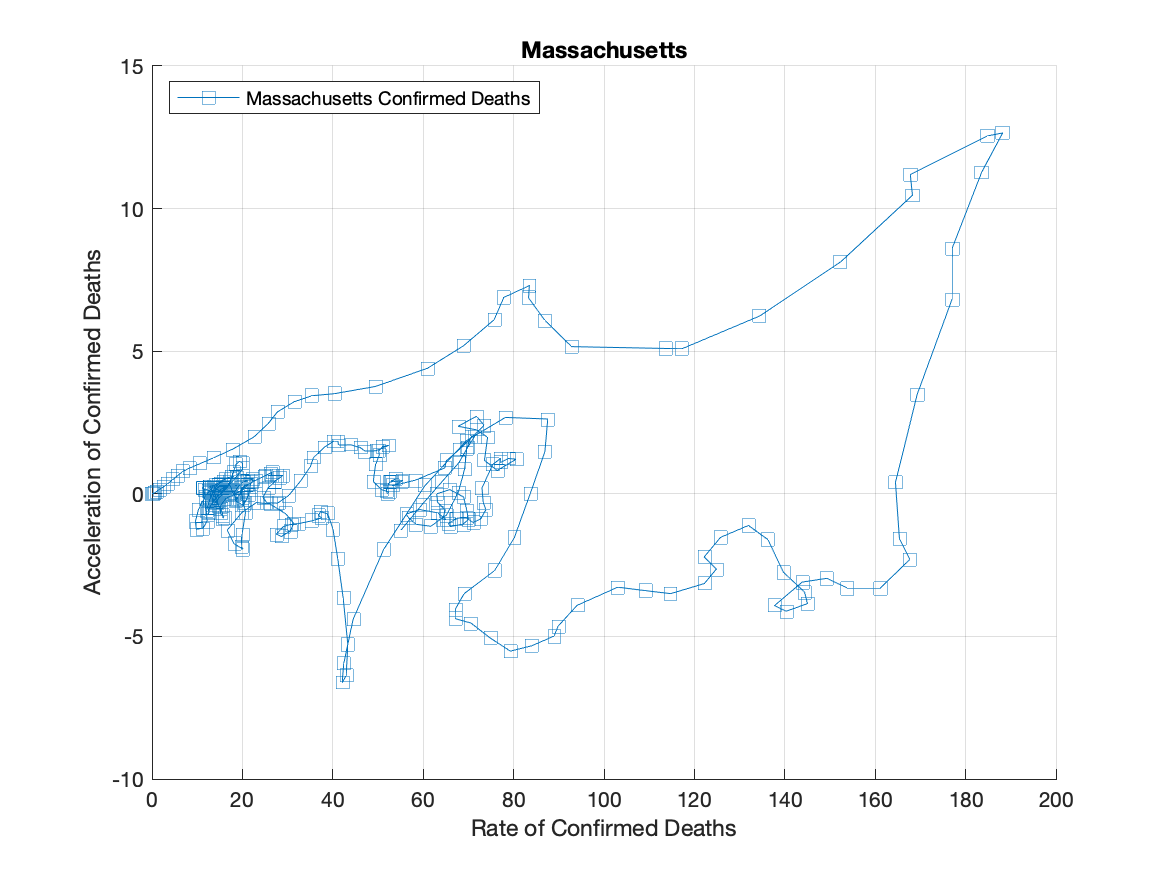 Massachusetts
15
Massachusetts Confirmed Deaths
10
5
0
-5
-10
Acceleration of Confirmed Deaths
0 20 40 60 80 100 120 140 160 180 200
Rate of Confirmed Deaths